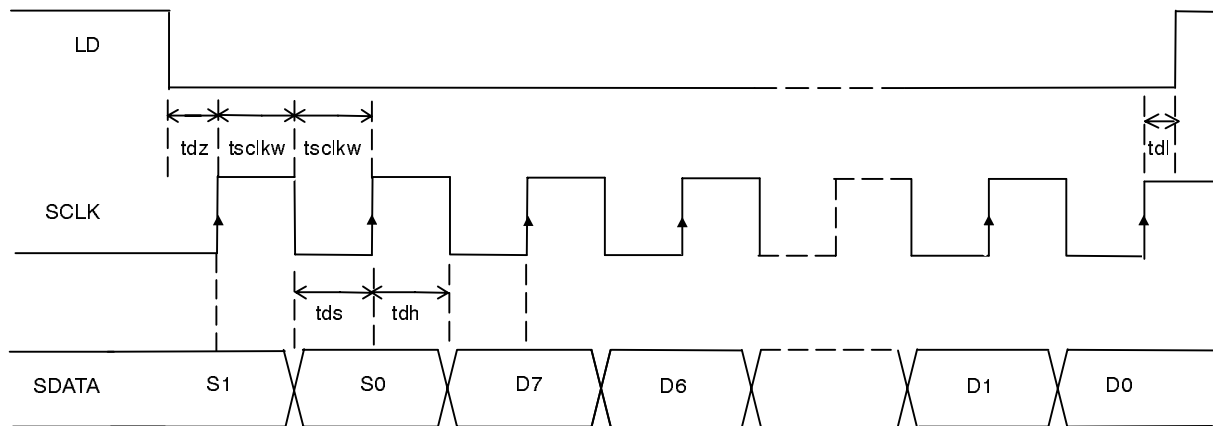 LD
tdz tsclkw tsclkw tdl
SCLK
tds tdh
SDATA S1 S0 D7 D6 D1 D0